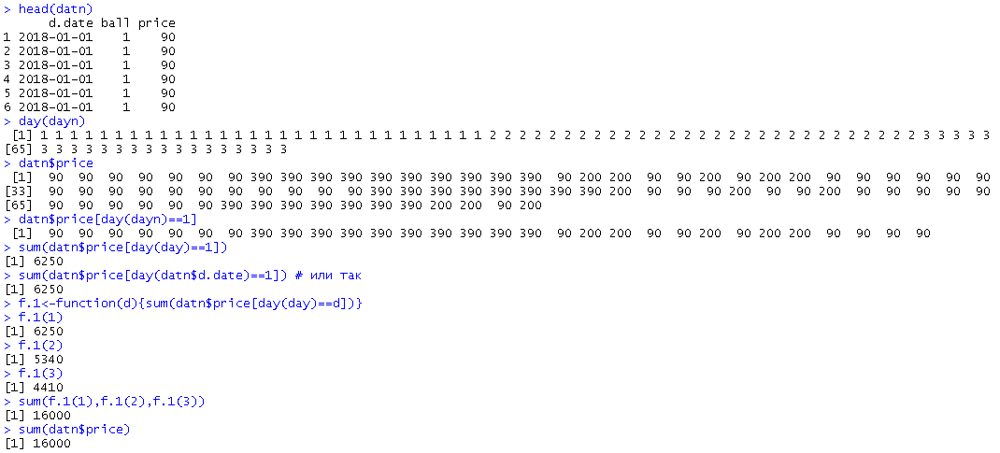 > head(datn)
d.date ball price
1 2018-01-01 1 90
2 2018-01-01 1 90
3 2018-01-01 1 90
4 2018-01-01 1 90
5 2018-01-01 1 90
6 2018-01-01 1 90
> day(dayn)
[1] 1 1 1 1 1 1 1 1 1 1 1 1 1 1 1 1 1 1 1 1 1 1 1 1 1 1 1 1 1 1 2 2 2 2 2 2 2 2 2 2 2 2 2 2 2 2 2 2 2 2 2 2 2 2 2 2 2 2 2 3 3 3 3 3
[65] 3 3 3 3 3 3 3 3 3 3 3 3 3 3 3 3 3
> datn$price
[1] 90 90 90 90 90 90 90 390 390 390 390 390 390 390 390 390 390 90 200 200 90 90 200 90 200 200 90 90 90 90 90 90
[33] 90 90 90 90 90 90 90 90 90 90 90 390 390 390 390 390 390 390 390 200 90 90 90 200 90 200 90 90 90 90 90 90
[65] 90 90 90 90 90 90 390 390 390 390 390 390 390 200 200 90 200
> datn$price[day(dayn)==1]
[1] 90 90 90 90 90 90 90 390 390 390 390 390 390 390 390 390 390 90 200 200 90 90 200 90 200 200 90 90 90 90
> sum(datn$price[day(day)==1])
[1] 6250
> sum(datn$price[day(datn$d.date)==1]) # или так
[1] 6250
> f.1<-function(d){sum(datn$price[day(day)==d])}
> f.1(1)
[1] 6250
> f.1(2)
[1] 5340
> f.1(3)
[1] 4410
> sum(f.1(1),f.1(2),f.1(3))
[1] 16000
> sum(datn$price)
[1] 16000